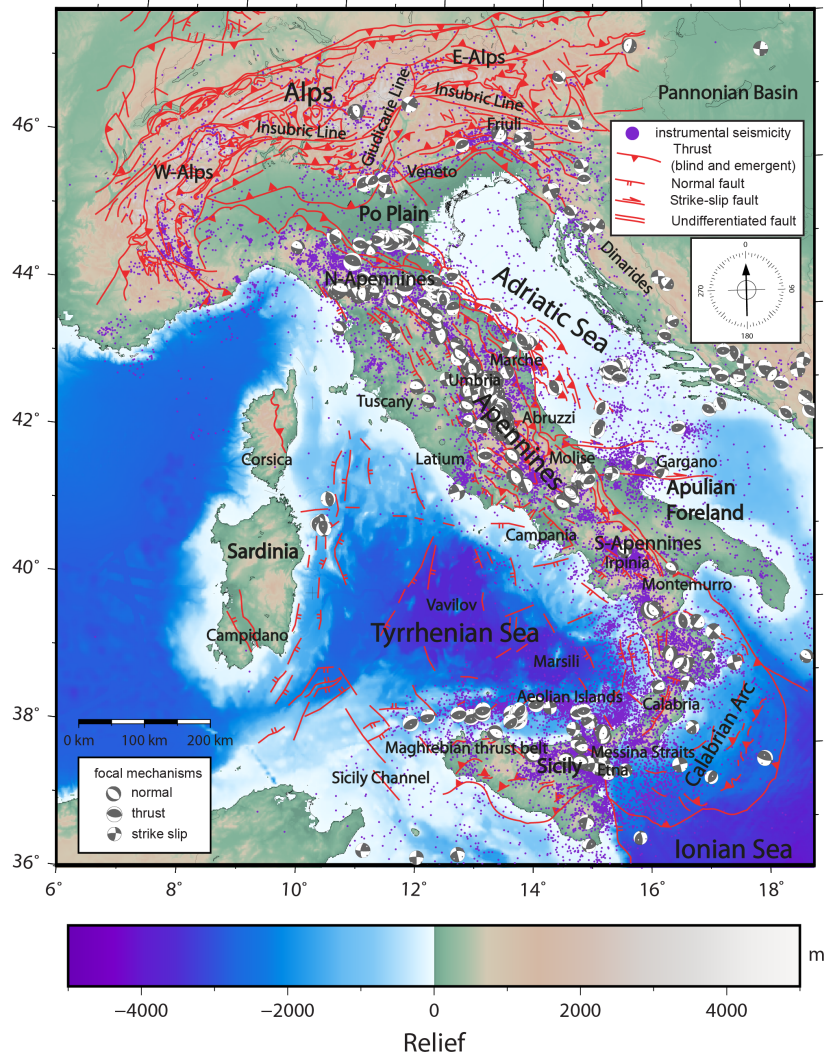 E-Alps
Alps
Pannonian Basin
Insubric Line
Giudicarie Line
Insubric Line
Friuli
W-Alps
Veneto
Po Plain
N-Apennines
Adriatic Sea
Dinarides
Marche
Umbria
Tuscany
Apennines
Abruzzi
Corsica
Latium
Molise
Gargano
Apulian
Foreland
Campania
S-Apennines
Irpinia
Montemurro
Sardinia
Campidano
Vavilov
Tyrrhenian Sea
Marsili
Aeolian Islands
Calabria
Calabrian Arc
Maghrebian thrust belt
Messina Straits
Sicily
Etna
Sicily Channel
Ionian Sea
instrumental seismicity
Thrust
(blind and emergent)
Normal fault
Strike-slip fault
Undifferentiated fault
0
90
180
270
0 km
100 km
200 km
focal mechanisms
normal
thrust
strike slip
46°
44°
42°
40°
38°
36°
6°
8°
10°
12°
14°
16°
18°
m
−4000
−2000
0
2000
4000
Relief